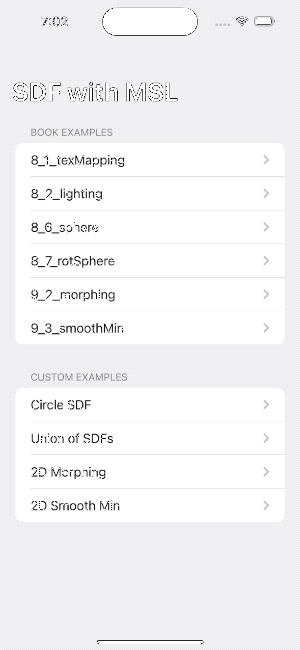 7:02
SDF with MSL
BOOK EXAMPLES
8_1_texMapping
8_2_lighting
8_6_sphere
8_7_rotSphere
9_2_morphing
9_3_smoothMin
CUSTOM EXAMPLES
Circle SDF
Union of SDFs
2D Morphing
2D Smooth Min